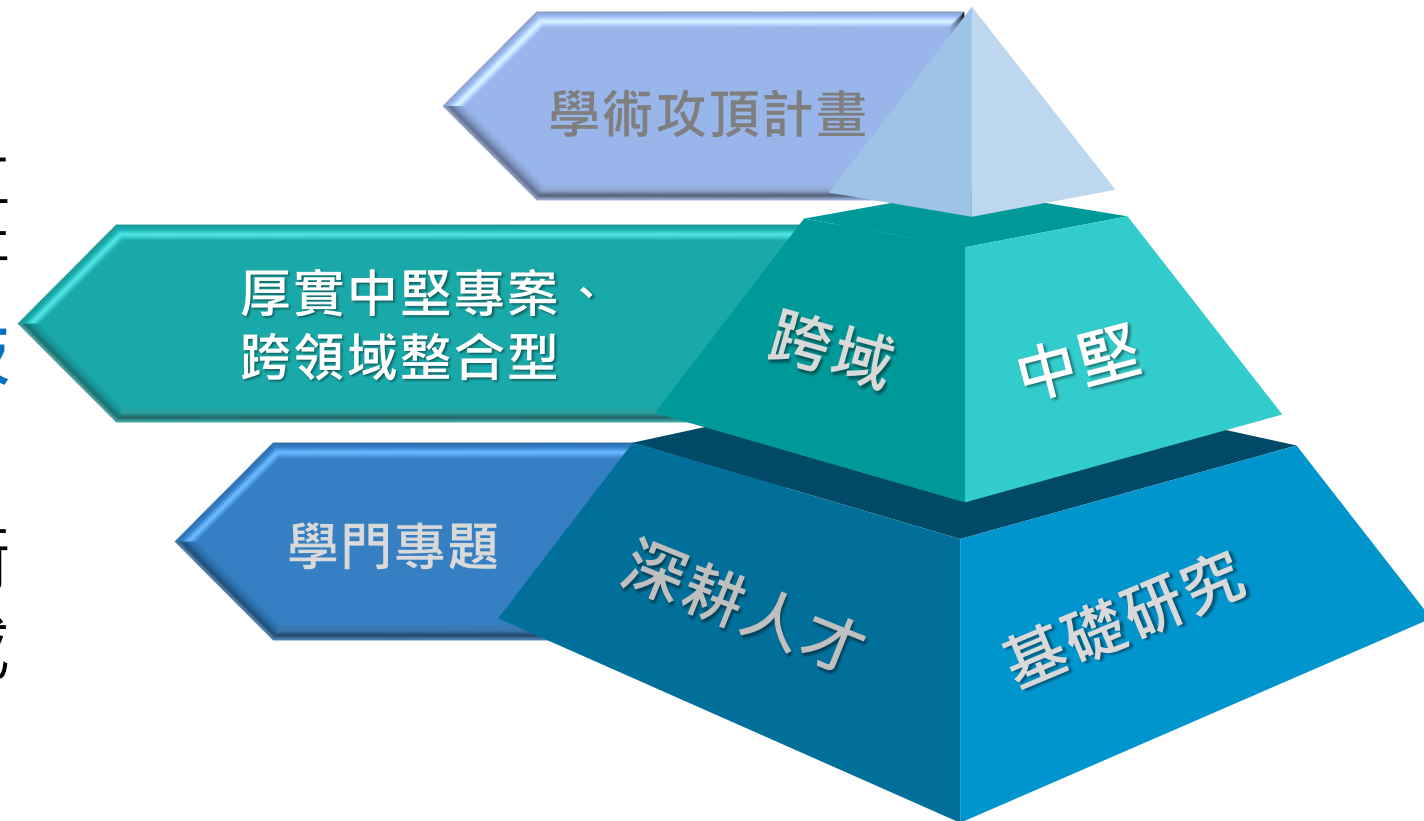 學術攻頂計畫
厚實中堅專案、
跨領域整合型
跨域
中堅
學門專題
深耕人才
基礎研究